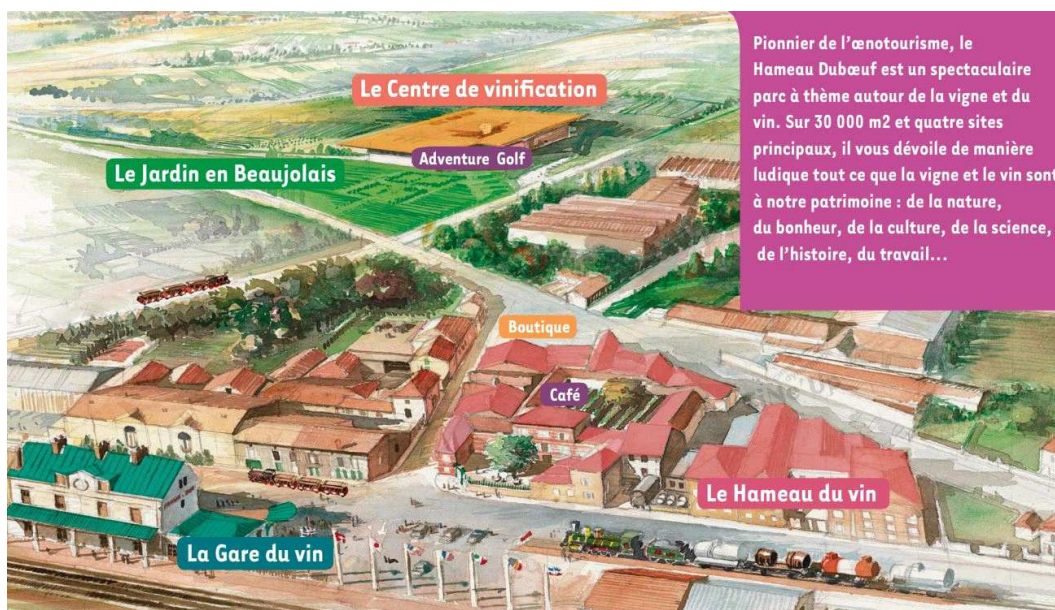 Pionnier de l'œnotourisme, le
Hameau Dubœuf est un spectaculaire
parc à thème autour de la vigne et du
vin. Sur 30 000 m2 et quatre sites
principaux, il vous dévoile de manière
ludique tout ce que la vigne et le vin sont
à notre patrimoine : de la nature,
du bonheur, de la culture, de la science,
de l'histoire, du travail...
Le Centre de vinification
Adventure Golf
Le Jardin en Beaujolais
Boutique
Café
Le Hameau du vin
La Gare du vin